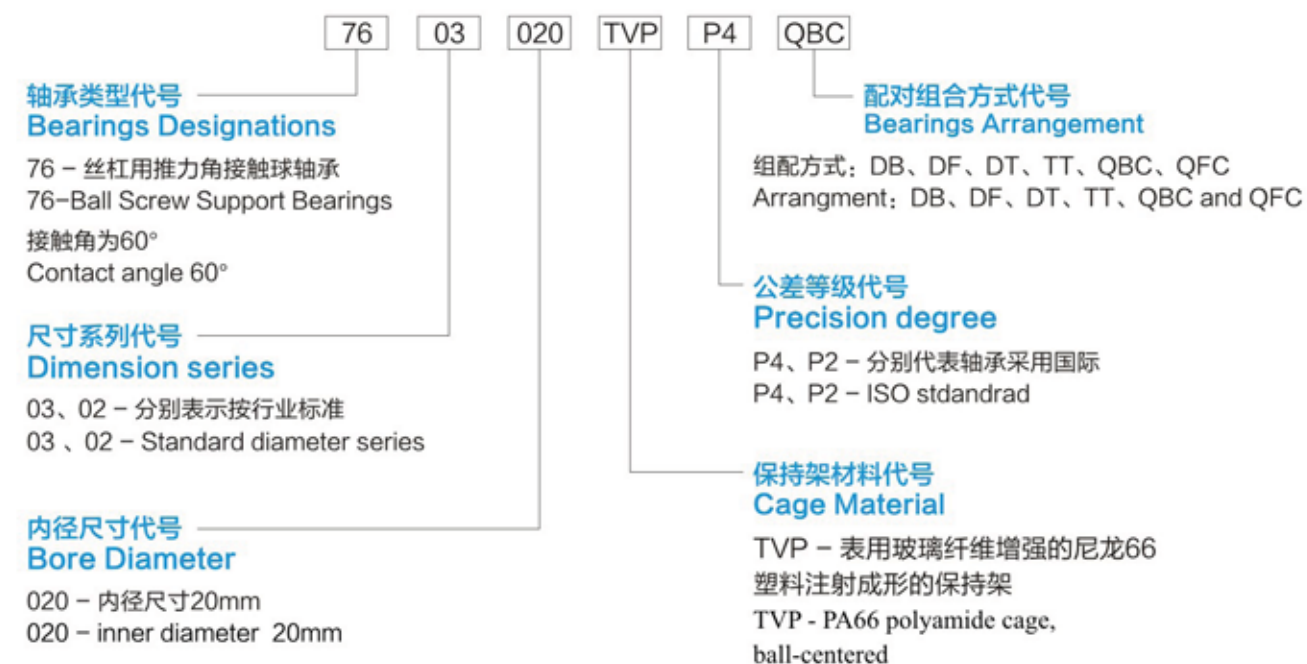 76 03 020 TVP P4 QBC
轴承类型代号
Bearings Designations
76 – 丝杠用推力角接触球轴承
76–Ball Screw Support Bearings
接触角为60°
Contact angle 60°
尺寸系列代号
Dimension series
03、02 – 分别表示按行业标准
03 、02 – Standard diameter series
内径尺寸代号
Bore Diameter
020 – 内径尺寸20mm
020 – inner diameter 20mm
配对组合方式代号
Bearings Arrangement
组配方式: DB、DF、DT、TT、QBC、QFC
Arrangment: DB、DF、DT、TT、QBC and QFC
公差等级代号
Precision degree
P4、P2 – 分别代表轴承采用国际
P4、P2 – ISO stdandrad
保持架材料代号
Cage Material
TVP – 表用玻璃纤维增强的尼龙66
塑料注射成形的保持架
TVP - PA66 polyamide cage,
ball-centered